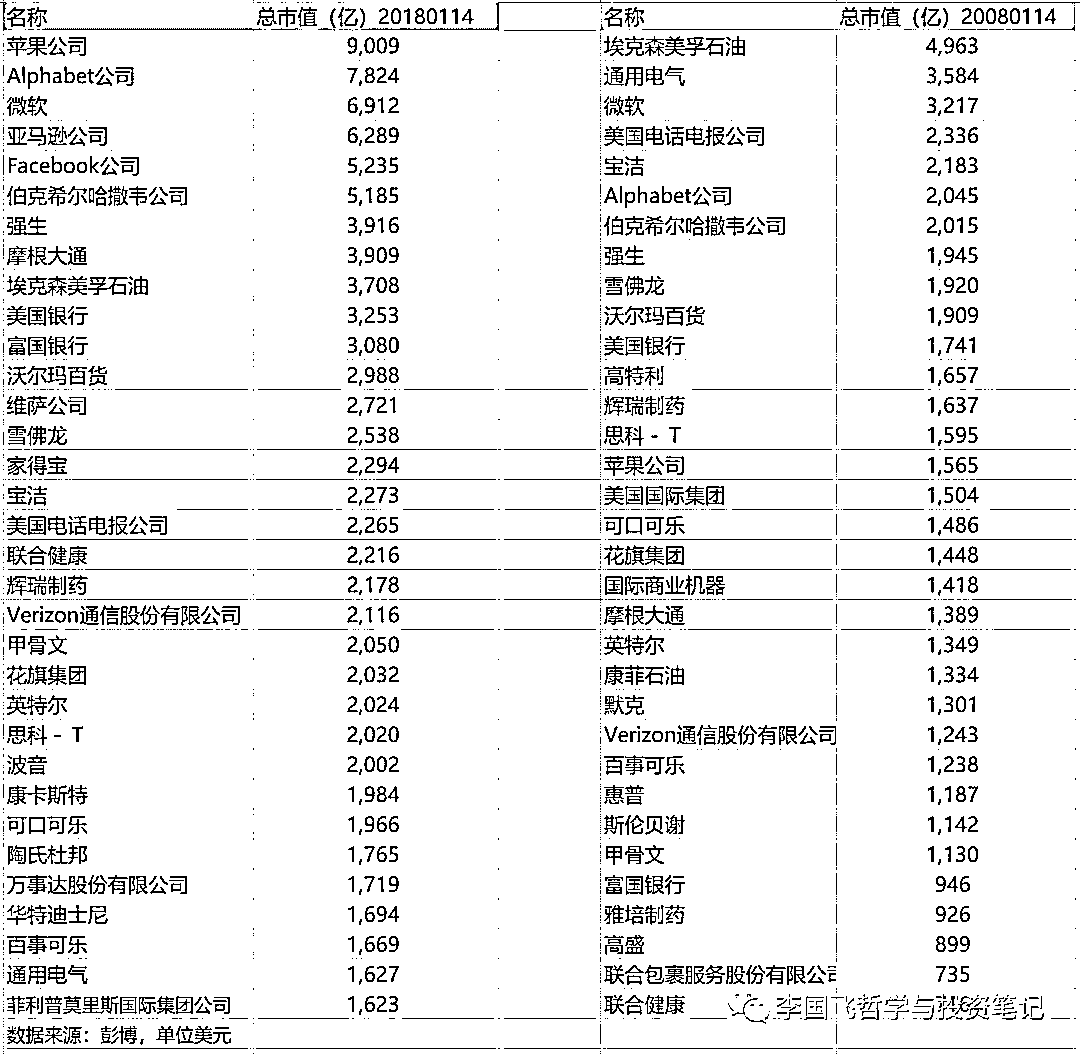 名称 总市值（亿）20180114 名称 总市值（亿）20080114
苹果公司 9,009 埃克森美孚石油 4,963
Alphabet公司 7,824 通用电气 3,584
微软 6,912 微软 3,217
亚马逊公司 6,289 美国电话电报公司 2,336
Facebook公司 5,235 宝洁 2,183
伯克希尔哈撒韦公司 5,185 Alphabet公司 2,045
强生 3,916 伯克希尔哈撒韦公司 2,015
摩根大通 3,909 强生 1,945
埃克森美孚石油 3,708 雪佛龙 1,920
美国银行 3,253 沃尔玛百货 1,909
富国银行 3,080 美国银行 1,741
沃尔玛百货 2,988 高特利 1,657
维萨公司 2,721 辉瑞制药 1,637
雪佛龙 2,538 思科－T 1,595
家得宝 2,294 苹果公司 1,565
宝洁 2,273 美国国际集团 1,504
美国电话电报公司 2,265 可口可乐 1,486
联合健康 2,216 花旗集团 1,448
辉瑞制药 2,178 国际商业机器 1,418
Verizon通信股份有限公司 2,116 摩根大通 1,389
甲骨文 2,050 英特尔 1,349
花旗集团 2,032 康菲石油 1,334
英特尔 2,024 默克 1,301
思科－T 2,020 Verizon通信股份有限公司 1,243
波音 2,002 百事可乐 1,238
康卡斯特 1,984 惠普 1,187
可口可乐 1,966 斯伦贝谢 1,142
陶氏杜邦 1,765 甲骨文 1,130
万事达股份有限公司 1,719 富国银行 946
华特迪士尼 1,694 雅培制药 926
百事可乐 1,669 高盛 899
通用电气 1,627 联合包裹服务股份有限公司 735
菲利普莫里斯国际集团公司 1,623 联合健康
李国飞哲学与投资笔记
数据来源：彭博，单位美元